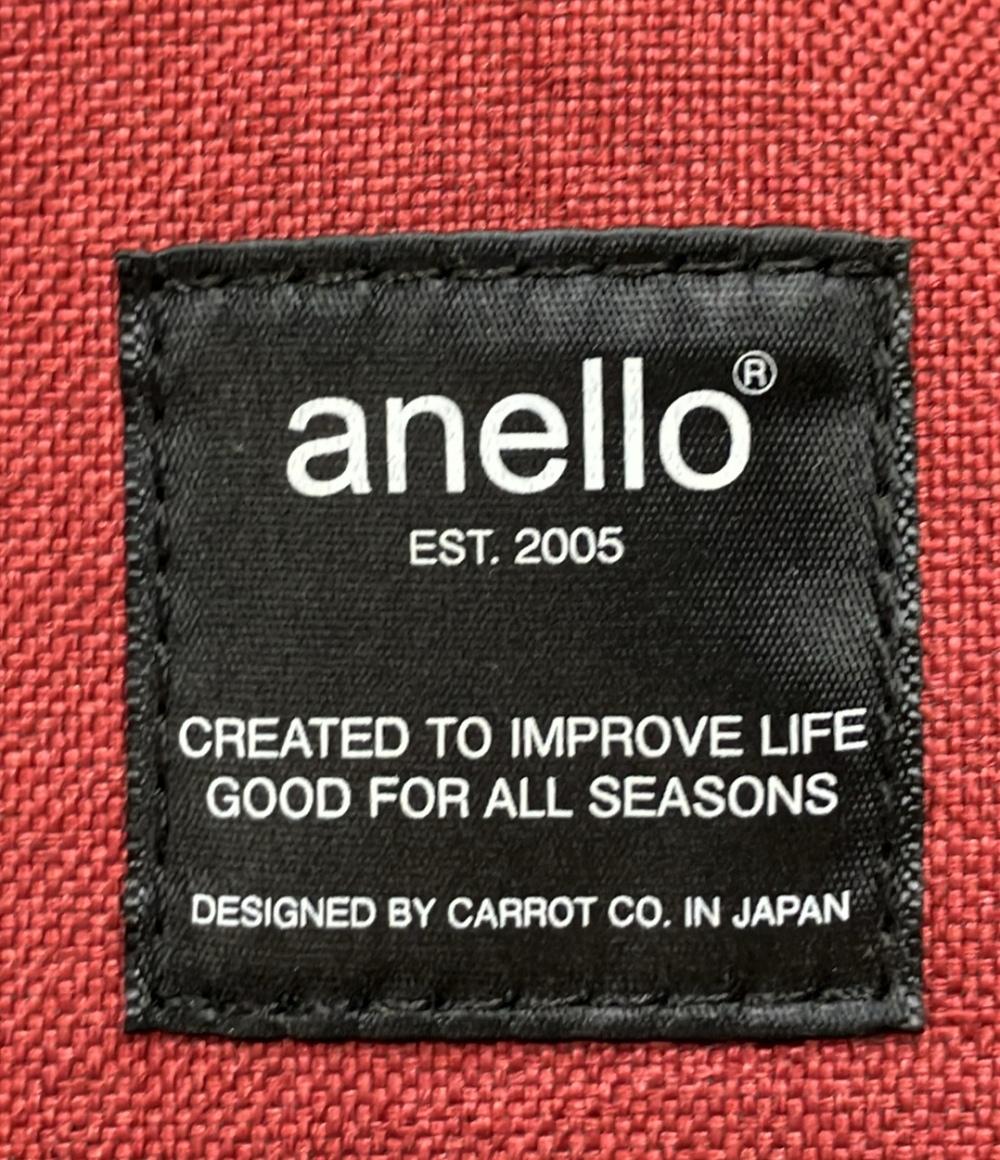 anello®
EST. 2005
CREATED TO IMPROVE LIFE
GOOD FOR ALL SEASONS
DESIGNED BY CARROT CO. IN JAPAN